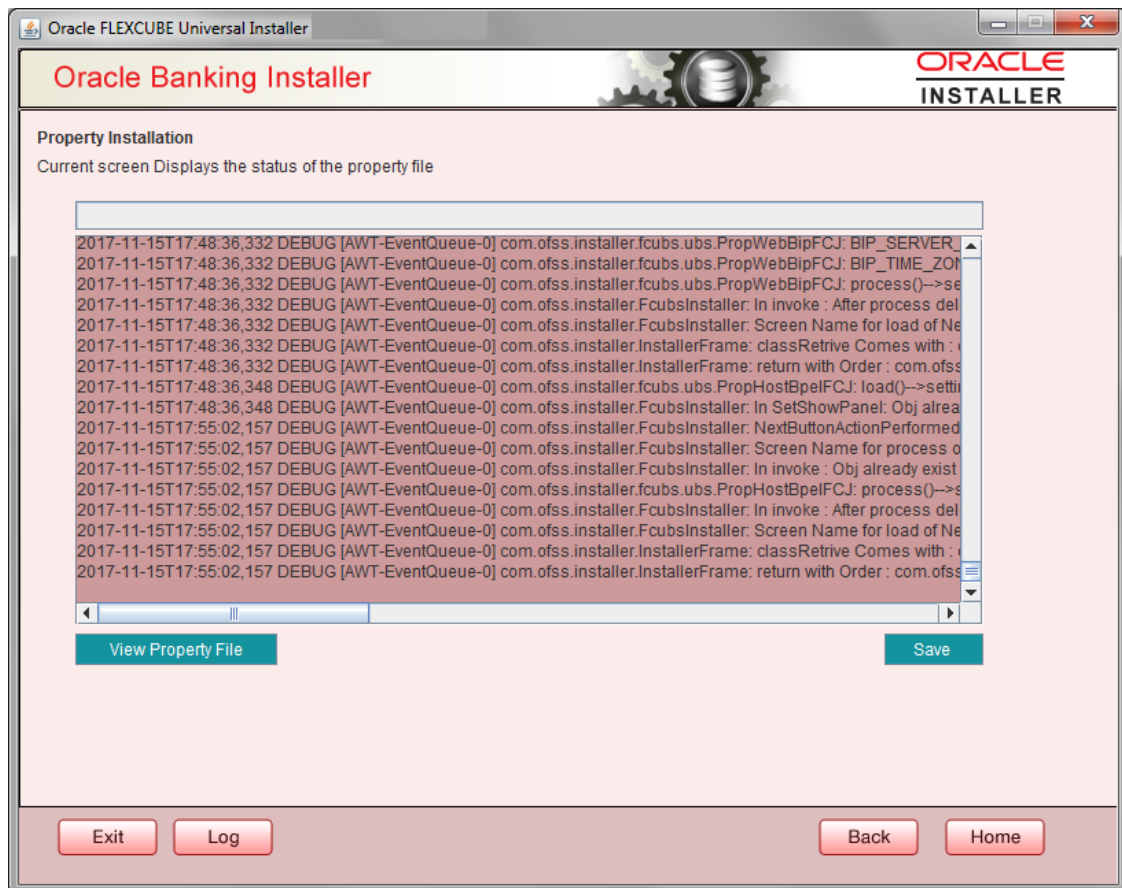 Oracle FLEXCUBE Universal Installer
Oracle Banking Installer
ORACLE
INSTALLER
Property Installation
Current screen Displays the status of the property file
2017-11-15T17:48:36,332 DEBUG [AWT-EventQueue-0] com.ofss.installer.fcubs.ubs.PropWebBipFCJ: BIP_SERVER_
2017-11-15T17:48:36,332 DEBUG [AWT-EventQueue-0] com.ofss.installer.fcubs.ubs.PropWebBipFCJ: BIP_TIME_ZON
2017-11-15T17:48:36,332 DEBUG [AWT-EventQueue-0] com.ofss.installer.fcubs.ubs.PropWebBipFCJ: process()-->se
2017-11-15T17:48:36,332 DEBUG [AWT-EventQueue-0] com.ofss.installer.FcubsInstaller: In invoke : After process del
2017-11-15T17:48:36,332 DEBUG [AWT-EventQueue-0] com.ofss.installer.FcubsInstaller: Screen Name for load of Ne
2017-11-15T17:48:36,332 DEBUG [AWT-EventQueue-0] com.ofss.installer.InstallerFrame: classRetrive Comes with :
2017-11-15T17:48:36,332 DEBUG [AWT-EventQueue-0] com.ofss.installer.InstallerFrame: return with Order : com.ofss
2017-11-15T17:48:36,348 DEBUG [AWT-EventQueue-0] com.ofss.installer.fcubs.ubs.PropHostBpelFCJ: load()-->settin
2017-11-15T17:48:36,348 DEBUG [AWT-EventQueue-0] com.ofss.installer.FcubsInstaller: In SetShowPanel: Obj alrea
2017-11-15T17:55:02,157 DEBUG [AWT-EventQueue-0] com.ofss.installer.FcubsInstaller: NextButtonActionPerformed
2017-11-15T17:55:02,157 DEBUG [AWT-EventQueue-0] com.ofss.installer.FcubsInstaller: Screen Name for process o
2017-11-15T17:55:02,157 DEBUG [AWT-EventQueue-0] com.ofss.installer.FcubsInstaller: In invoke : Obj already exist
2017-11-15T17:55:02,157 DEBUG [AWT-EventQueue-0] com.ofss.installer.fcubs.ubs.PropHostBpelFCJ: process()-->s
2017-11-15T17:55:02,157 DEBUG [AWT-EventQueue-0] com.ofss.installer.FcubsInstaller: In invoke : After process del
2017-11-15T17:55:02,157 DEBUG [AWT-EventQueue-0] com.ofss.installer.FcubsInstaller: Screen Name for load of Ne
2017-11-15T17:55:02,157 DEBUG [AWT-EventQueue-0] com.ofss.installer.InstallerFrame: classRetrive Comes with :
2017-11-15T17:55:02,157 DEBUG [AWT-EventQueue-0] com.ofss.installer.InstallerFrame: return with Order : com.ofss
View Property File
Save
Exit
Log
Back
Home